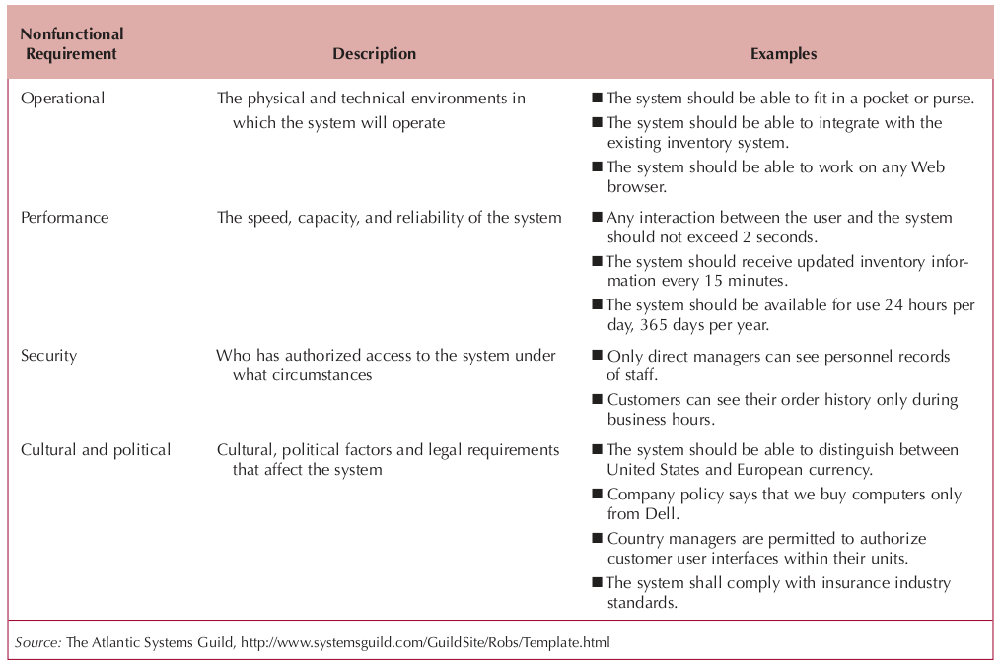 Nonfunctional
Requirement
Description
Examples
Operational
The physical and technical environments in
which the system will operate
■ The system should be able to fit in a pocket or purse.
■ The system should be able to integrate with the
existing inventory system.
■ The system should be able to work on any Web
browser.
Performance
The speed, capacity, and reliability of the system
■ Any interaction between the user and the system
should not exceed 2 seconds.
■ The system should receive updated inventory infor-
mation every 15 minutes.
■ The system should be available for use 24 hours per
day, 365 days per year.
Security
Who has authorized access to the system under
what circumstances
■ Only direct managers can see personnel records
of staff.
■ Customers can see their order history only during
business hours.
Cultural and political
Cultural, political factors and legal requirements
that affect the system
■ The system should be able to distinguish between
United States and European currency.
■ Company policy says that we buy computers only
from Dell.
■ Country managers are permitted to authorize
customer user interfaces within their units.
■ The system shall comply with insurance industry
standards.
Source: The Atlantic Systems Guild, http://www.systemsguild.com/GuildSite/Robs/Template.html